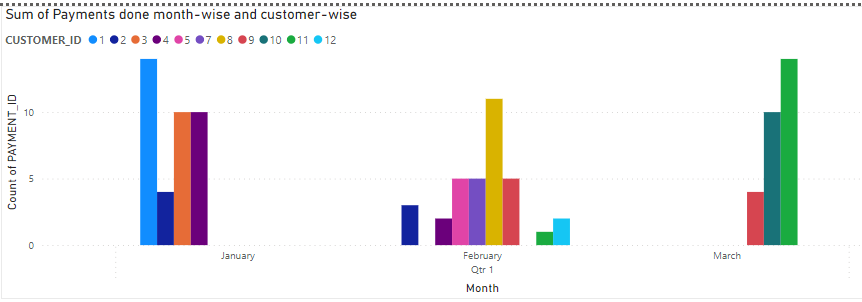 Sum of Payments done month-wise and customer-wise
CUSTOMER_ID 1 2 3 4 5 7 8 9 10 11 12
Count of PAYMENT_ID
10
5
0
January February March
Qtr 1
Month